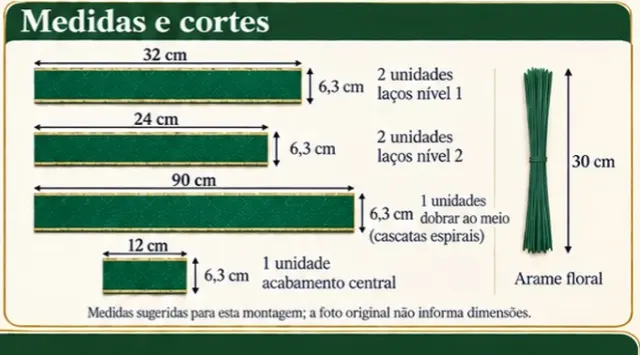 Medidas e cortes
32 cm
6,3 cm
2 unidades
laços nível 1
24 cm
6,3 cm
2 unidades
laços nível 2
90 cm
6,3 cm
1 unidades
dobrar ao meio
(cascatas espirais)
12 cm
6,3 cm
1 unidade
acabamento central
30 cm
Arame floral
Medidas sugeridas para esta montagem; a foto original não informa dimensões.